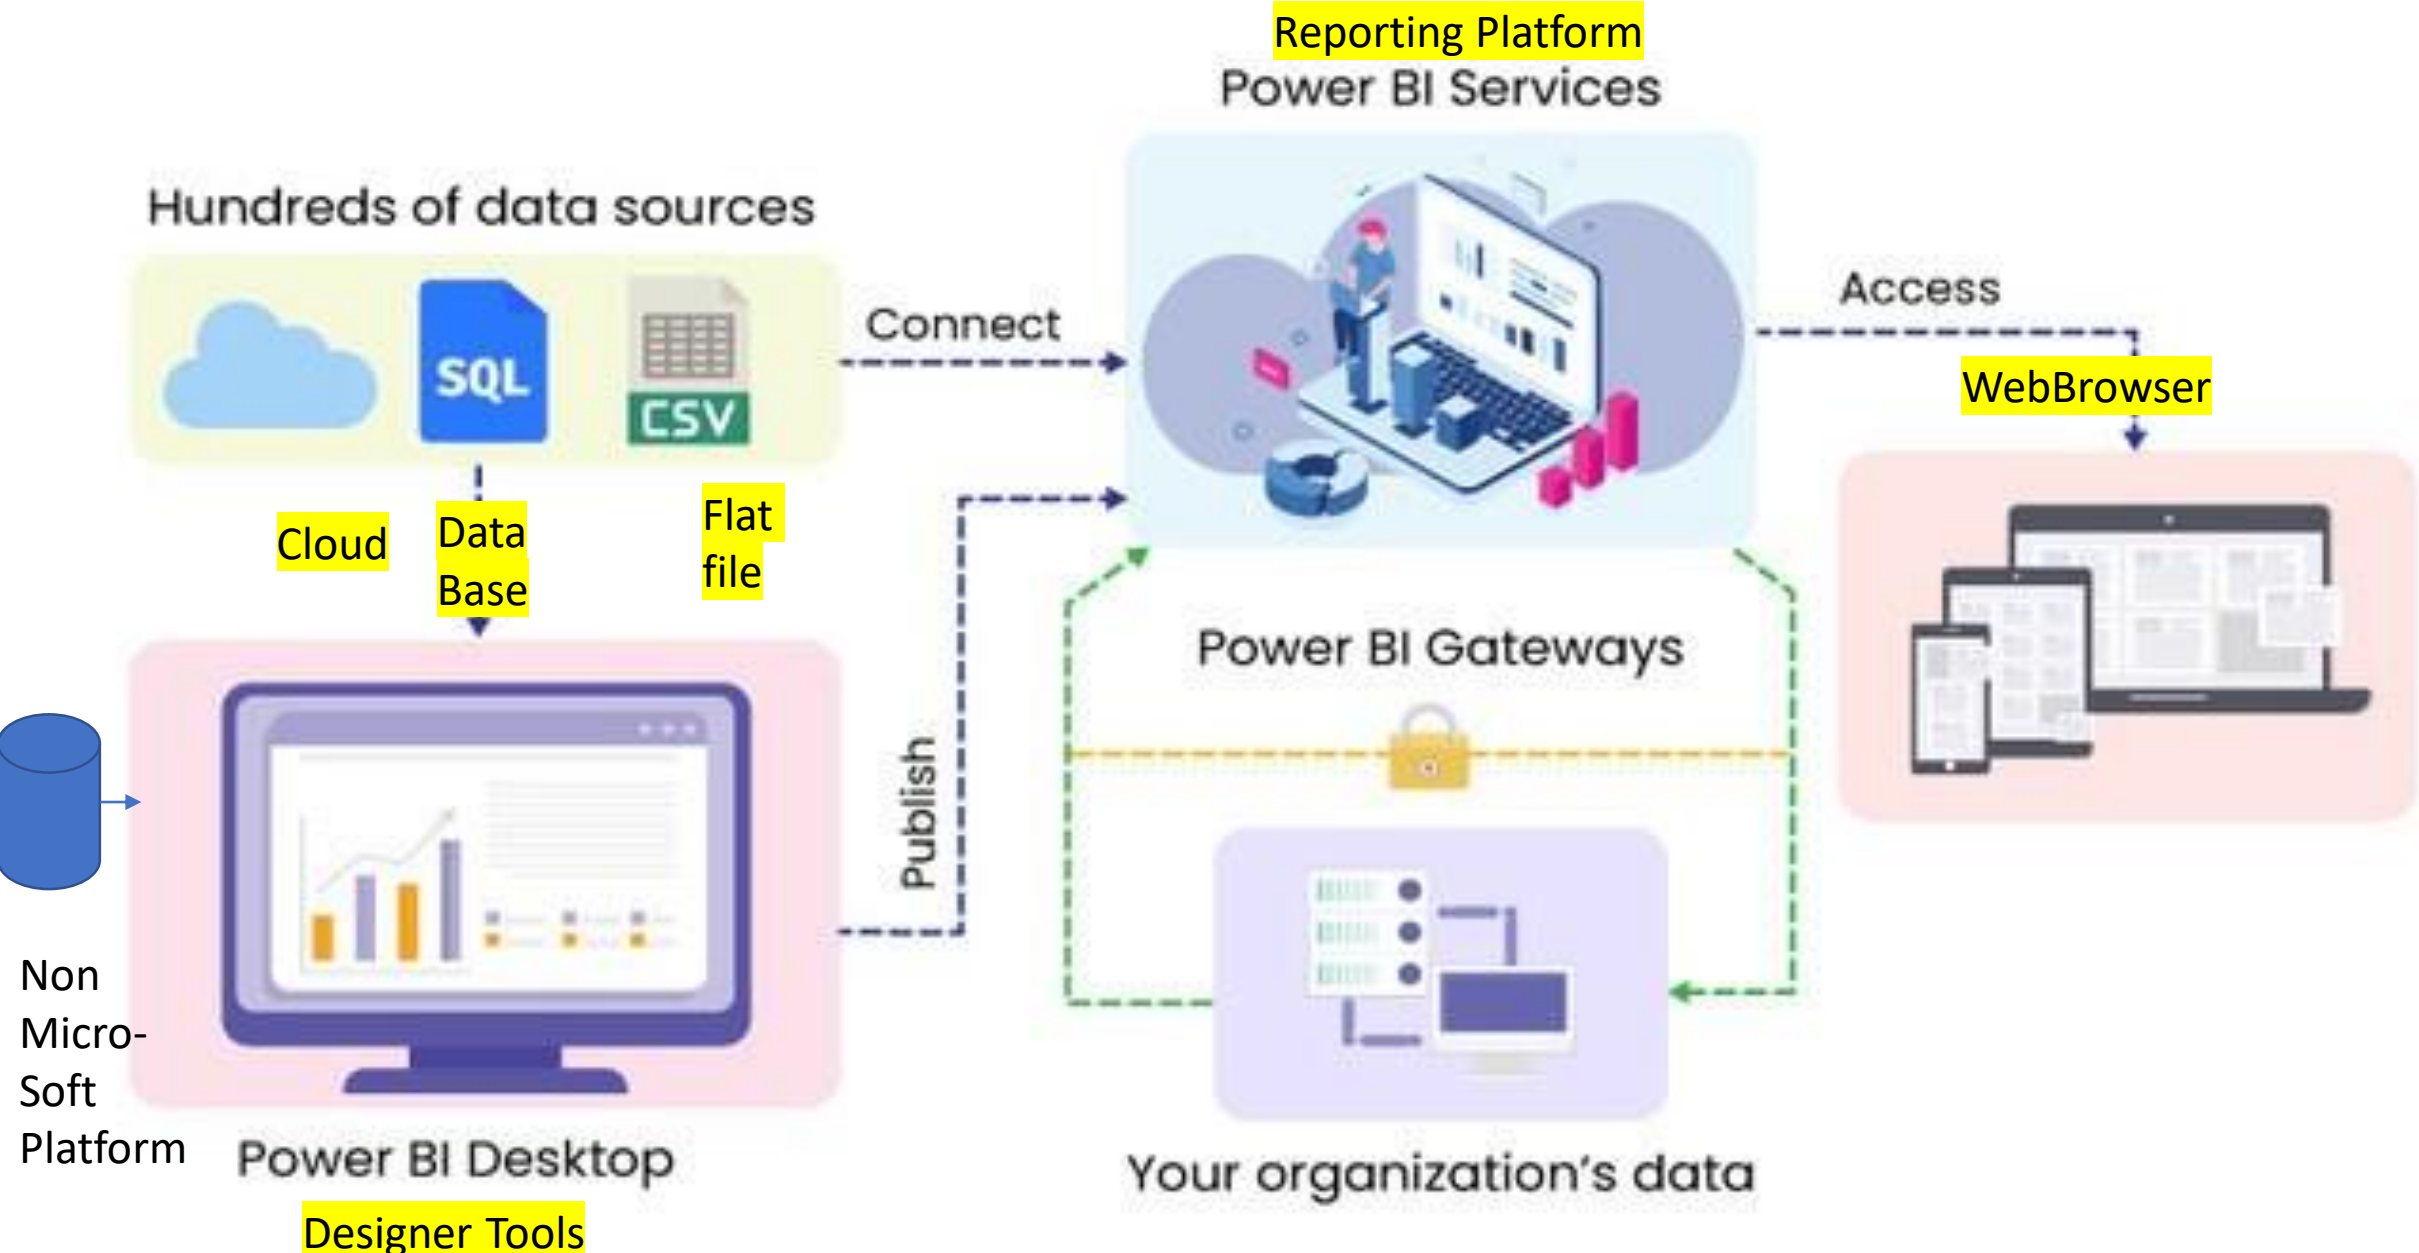 Reporting Platform
Power BI Services
Hundreds of data sources
SQL
CSV
Connect
Access
WebBrowser
Cloud
Data
Base
Flat
file
Power BI Gateways
Publish
Non
Micro-
Soft
Platform
Power BI Desktop
Designer Tools
Your organization's data